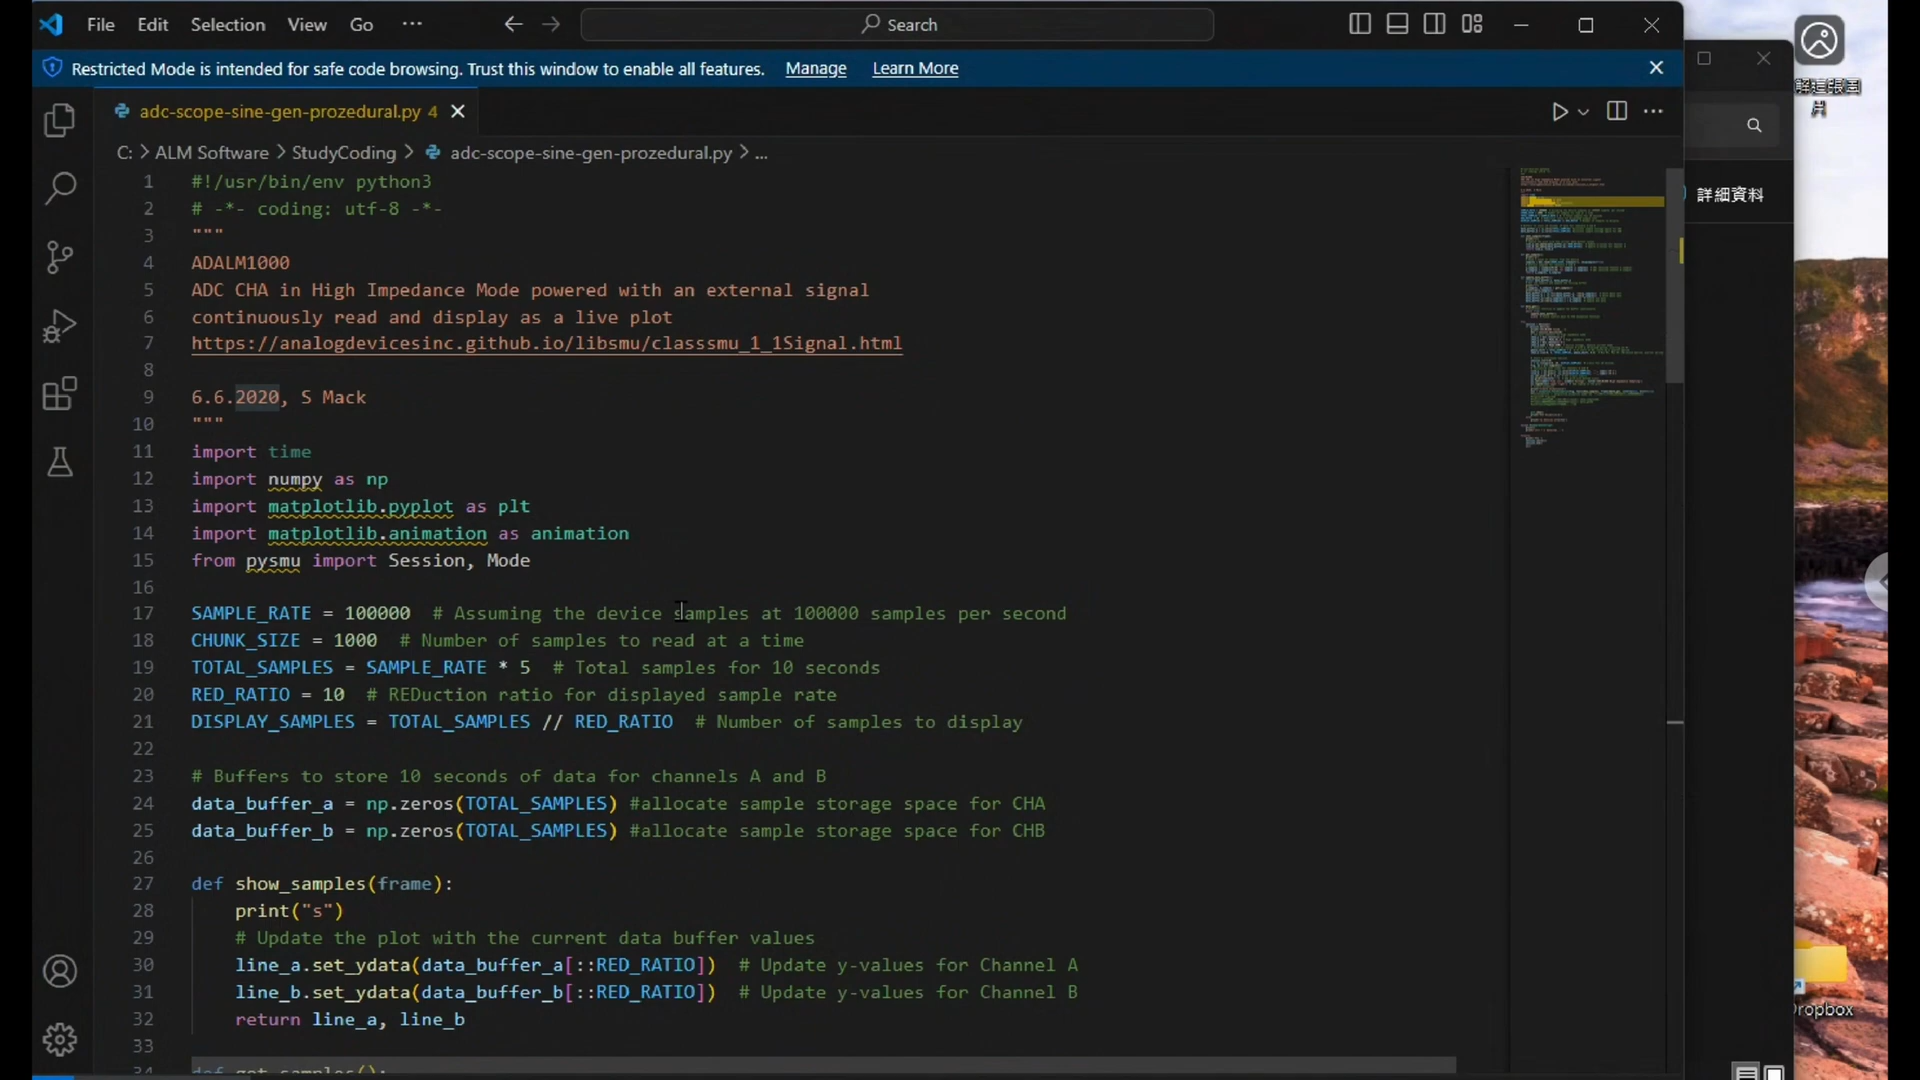 File Edit Selection View Go ··· Search
Restricted Mode is intended for safe code browsing. Trust this window to enable all features. Manage Learn More
adc-scope-sine-gen-prozedural.py 4
C: > ALM Software > StudyCoding > adc-scope-sine-gen-prozedural.py > ...
詳細資料
1 #!/usr/bin/env python3
2 # -*- coding: utf-8 -*-
3 """
4 ADALM1000
5 ADC CHA in High Impedance Mode powered with an external signal
6 continuously read and display as a live plot
7 https://analogdevicesinc.github.io/libsmu/classsmu_1_1Signal.html
8
9 6.6.2020, S Mack
10 """
11 import time
12 import numpy as np
13 import matplotlib.pyplot as plt
14 import matplotlib.animation as animation
15 from pysmu import Session, Mode
16
17 SAMPLE_RATE = 100000 # Assuming the device samples at 100000 samples per second
18 CHUNK_SIZE = 1000 # Number of samples to read at a time
19 TOTAL_SAMPLES = SAMPLE_RATE * 5 # Total samples for 10 seconds
20 RED_RATIO = 10 # REDuction ratio for displayed sample rate
21 DISPLAY_SAMPLES = TOTAL_SAMPLES // RED_RATIO # Number of samples to display
22
23 # Buffers to store 10 seconds of data for channels A and B
24 data_buffer_a = np.zeros(TOTAL_SAMPLES) #allocate sample storage space for CHA
25 data_buffer_b = np.zeros(TOTAL_SAMPLES) #allocate sample storage space for CHB
26
27 def show_samples(frame):
28 print("s")
29 # Update the plot with the current data buffer values
30 line_a.set_ydata(data_buffer_a[::RED_RATIO]) # Update y-values for Channel A
31 line_b.set_ydata(data_buffer_b[::RED_RATIO]) # Update y-values for Channel B
32 return line_a, line_b
33
34 def get_samples():
Dropbox